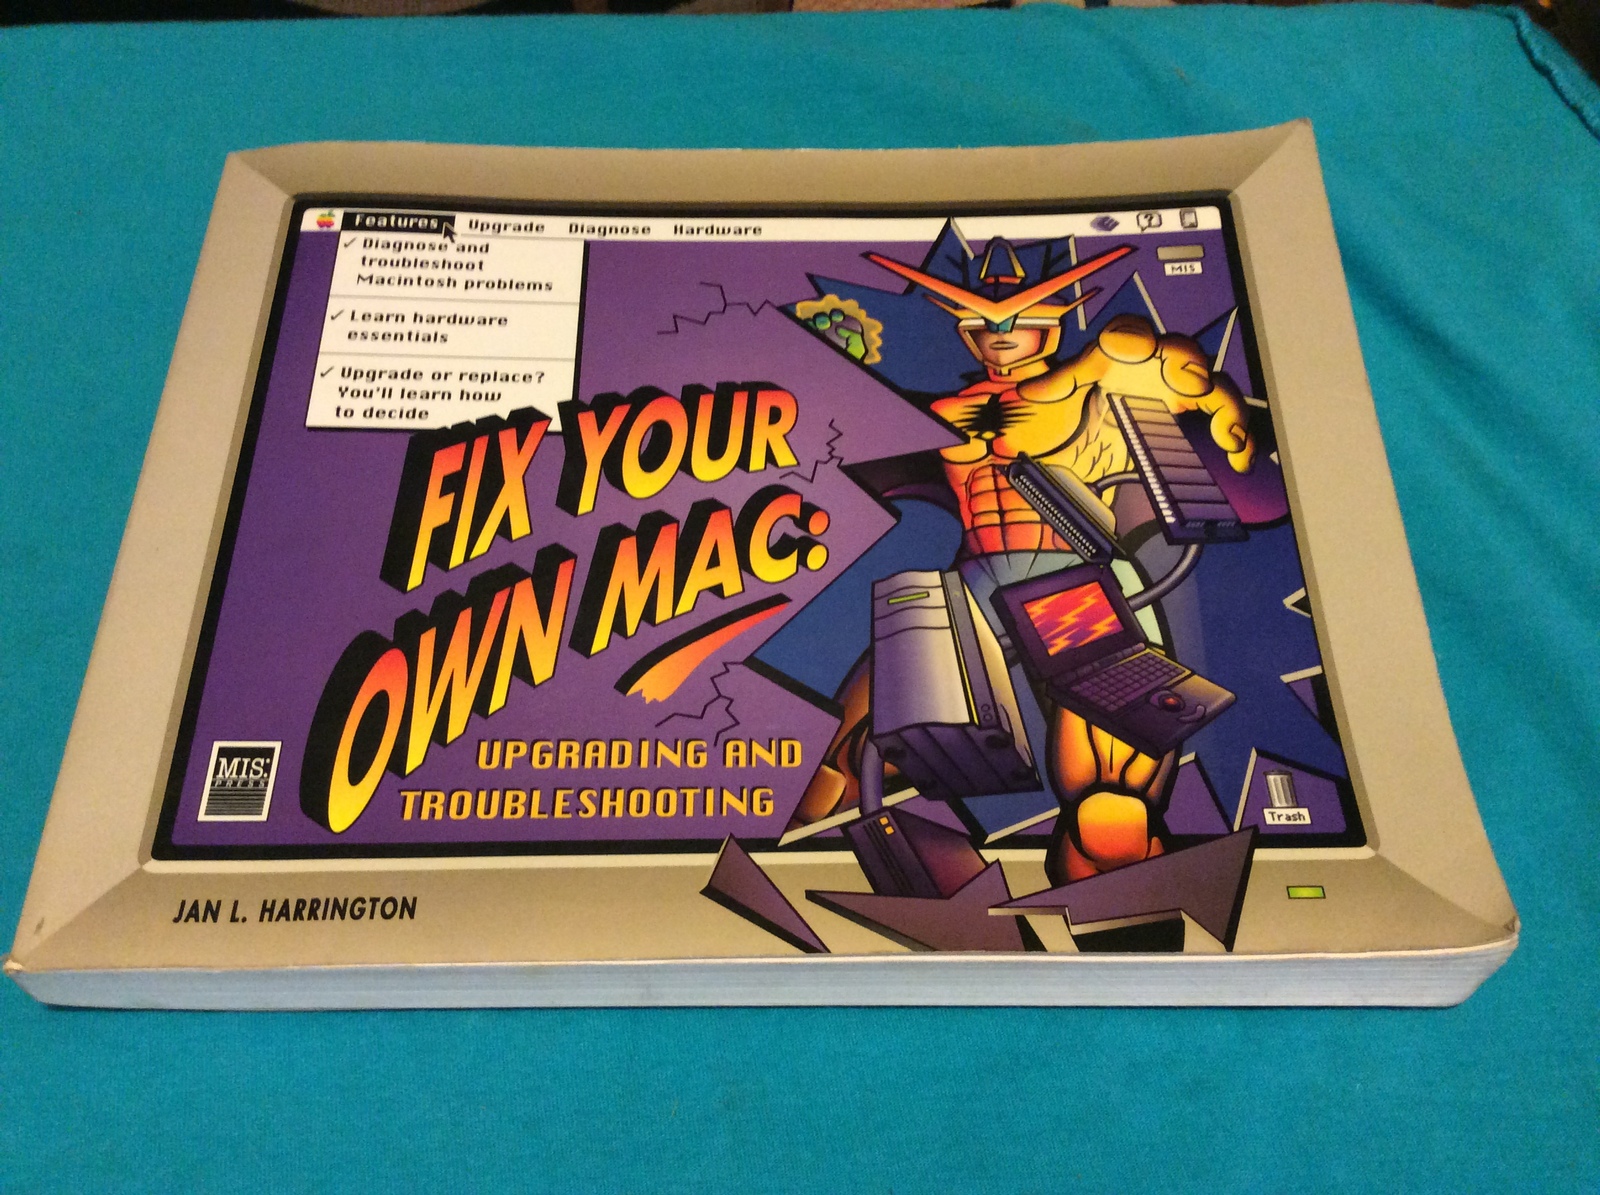 Features Upgrade Diagnose Hardware
✓ Diagnose and
troubleshoot
Macintosh problems
✓ Learn hardware
essentials
✓ Upgrade or replace?
You'll learn how
to decide
MIS
FIX YOUR
OWN MAC:
UPGRADING AND
TROUBLESHOOTING
MIS:
PRESS
Trash
JAN L. HARRINGTON